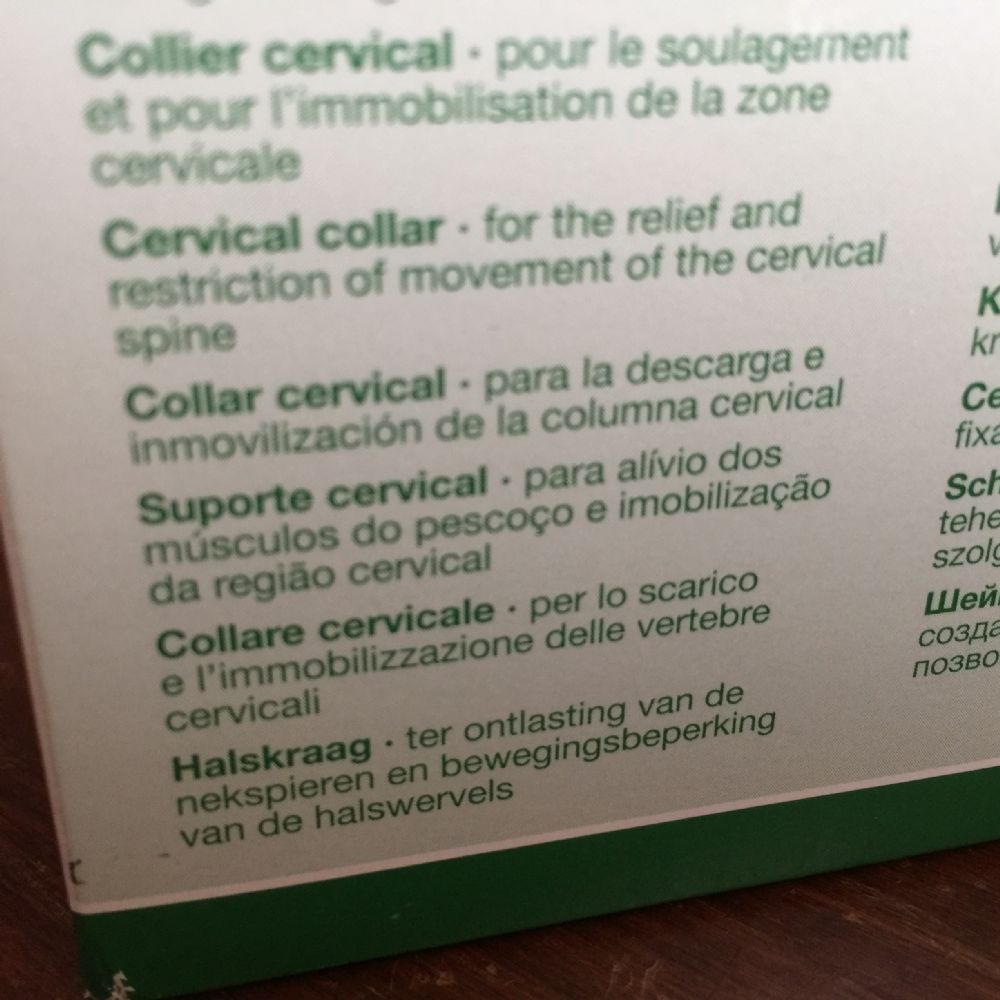 Collier cervical · pour le soulagement
et pour l'immobilisation de la zone
cervicale
Cervical collar · for the relief and
restriction of movement of the cervical
spine
Collar cervical · para la descarga e
inmovilización de la columna cervical
Suporte cervical · para alívio dos
músculos do pescoço e imobilização
da região cervical
Collare cervicale · per lo scarico
e l'immobilizzazione delle vertebre
cervicali
Halskraag · ter ontlasting van de
nekspieren en bewegingsbeperking
van de halswervels